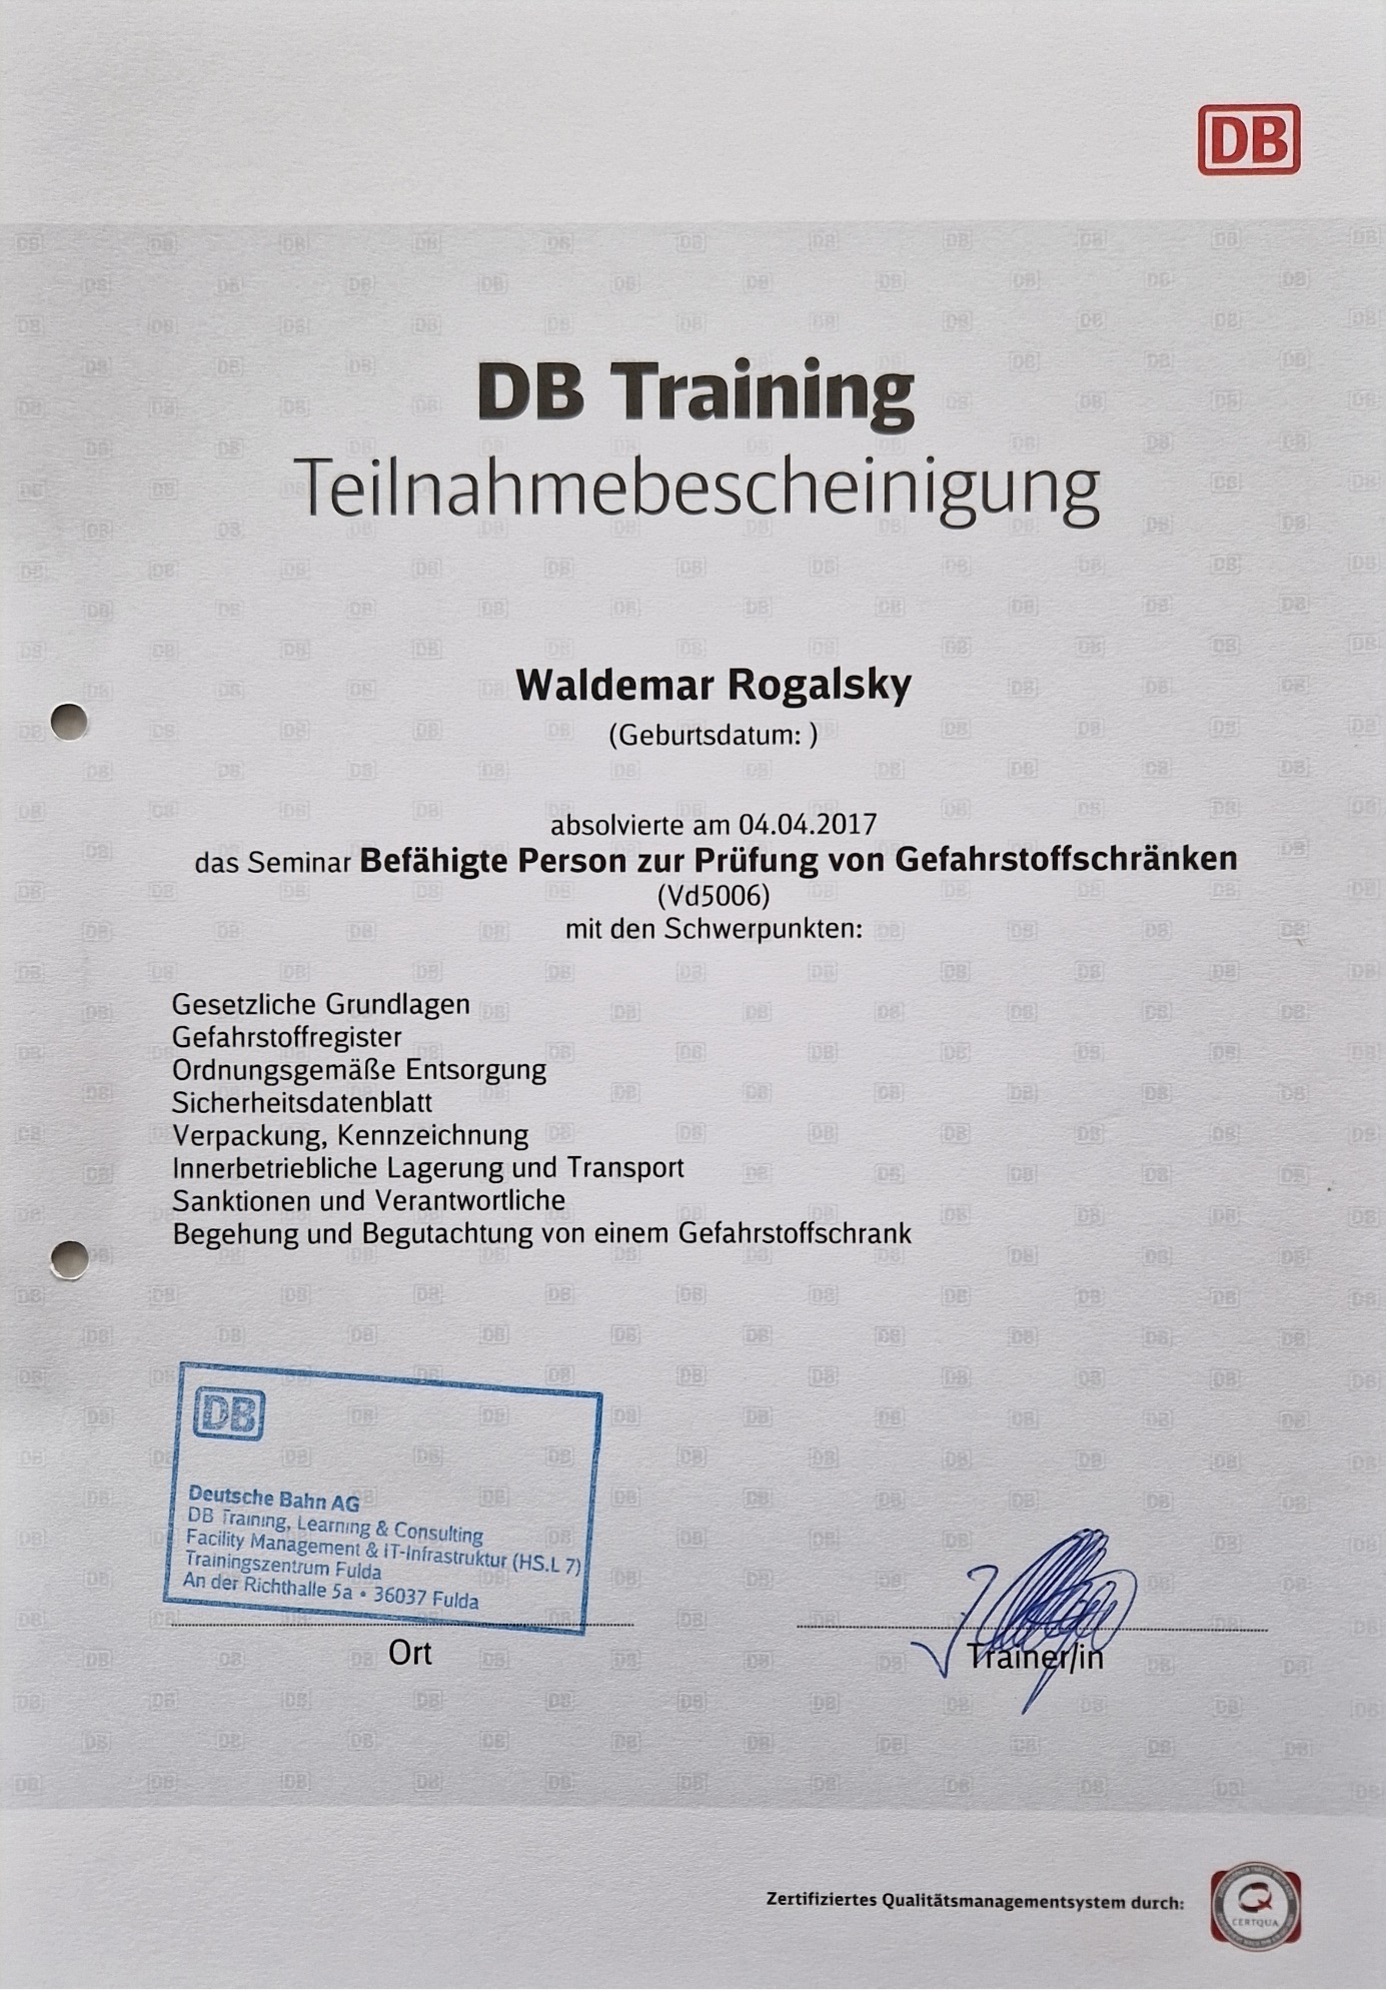 DB
DB Training
Teilnahmebescheinigung
Waldemar Rogalsky
(Geburtsdatum: )
absolvierte am 04.04.2017
das Seminar Befähigte Person zur Prüfung von Gefahrstoffschränken
(Vd5006)
mit den Schwerpunkten:
Gesetzliche Grundlagen
Gefahrstoffregister
Ordnungsgemäße Entsorgung
Sicherheitsdatenblatt
Verpackung, Kennzeichnung
Innerbetriebliche Lagerung und Transport
Sanktionen und Verantwortliche
Begehung und Begutachtung von einem Gefahrstoffschrank
DB
Deutsche Bahn AG
DB Training, Learning & Consulting
Facility Management & IT-Infrastruktur (HS.L 7)
Trainingszentrum Fulda
An der Richthalle 5a • 36037 Fulda
Ort
Trainer/in
Zertifiziertes Qualitätsmanagementsystem durch:
CERTQUA